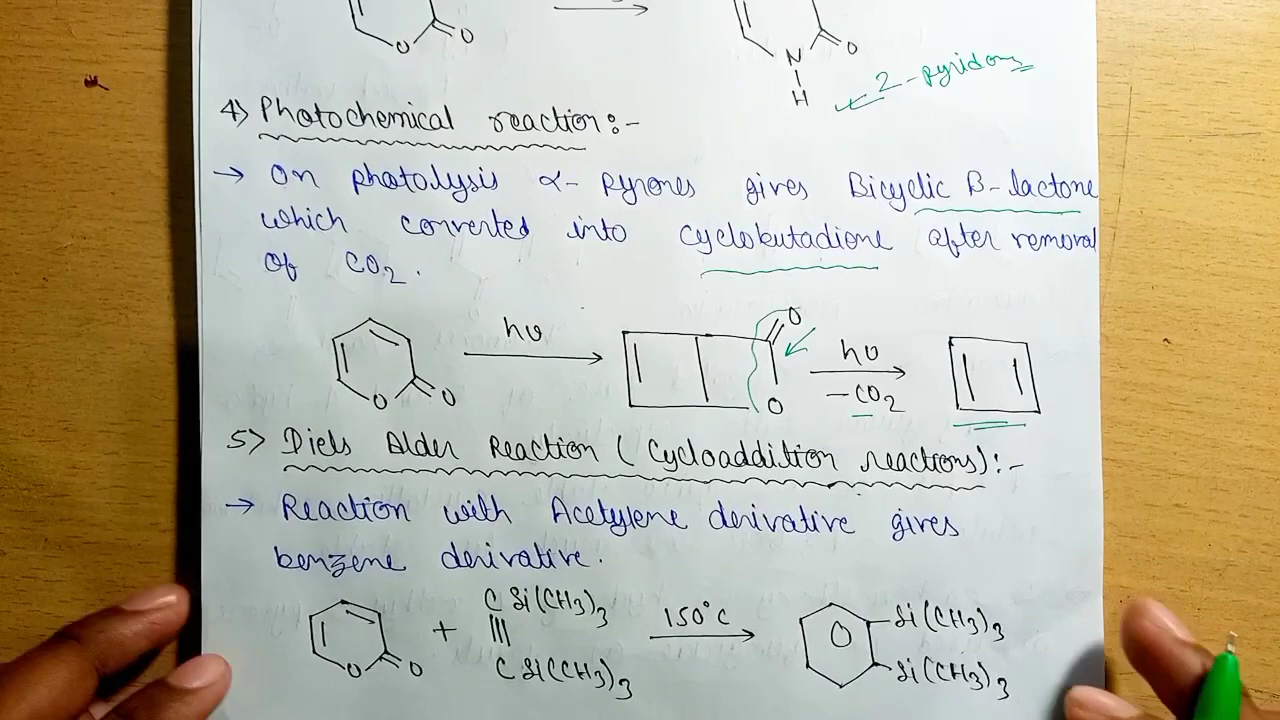 O O
N O
H
2-pyridone
4) Photochemical reaction:-
→ On photolysis α- pyrones gives Bicyclic B-lactone
which converted into cyclobutadiene after removal
of CO2.
O O hυ O O hυ -CO2
5) Diels Alder Reaction (Cycloaddition reactions):-
→ Reaction with Acetylene derivative gives
benzene derivative.
O O + C Si(CH3)3 ||| C Si(CH3)3 150°C Si(CH3)3 Si(CH3)3